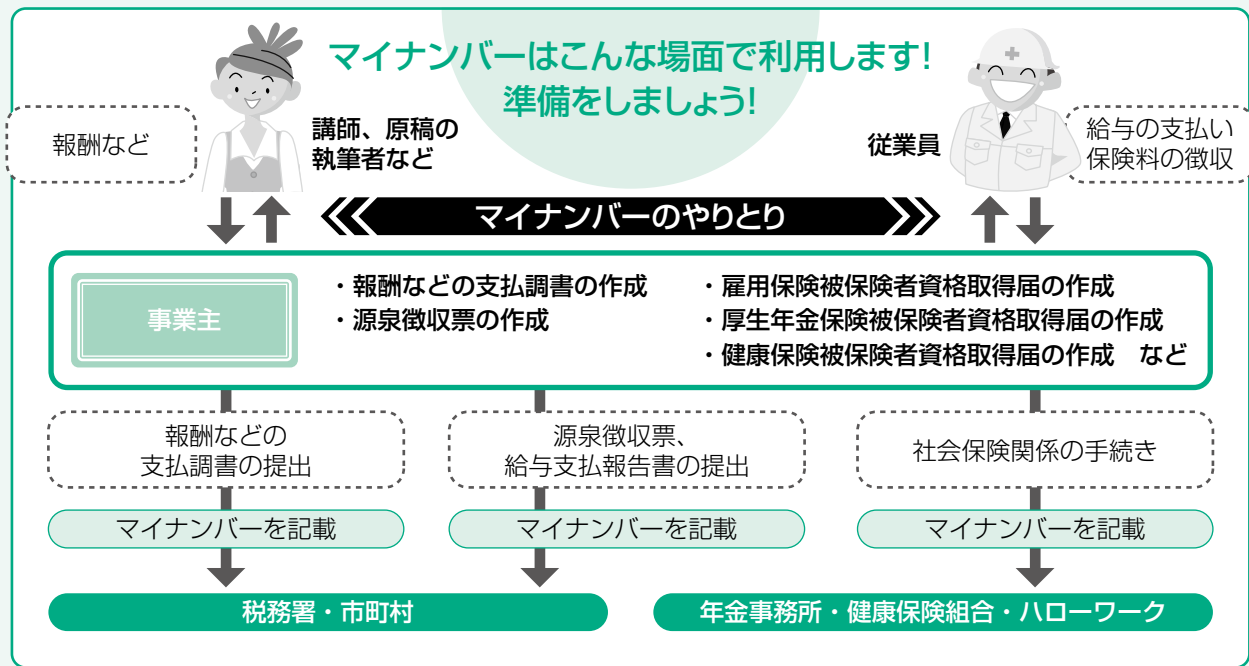 マイナンバーはこんな場面で利用します!
準備をしましょう!
報酬など
講師、原稿の
執筆者など
従業員
給与の支払い
保険料の徴収
マイナンバーのやりとり
事業主
・報酬などの支払調書の作成
・源泉徴収票の作成
・雇用保険被保険者資格取得届の作成
・厚生年金保険被保険者資格取得届の作成
・健康保険被保険者資格取得届の作成　など
報酬などの
支払調書の提出
源泉徴収票、
給与支払報告書の提出
社会保険関係の手続き
マイナンバーを記載
マイナンバーを記載
マイナンバーを記載
税務署・市町村
年金事務所・健康保険組合・ハローワーク